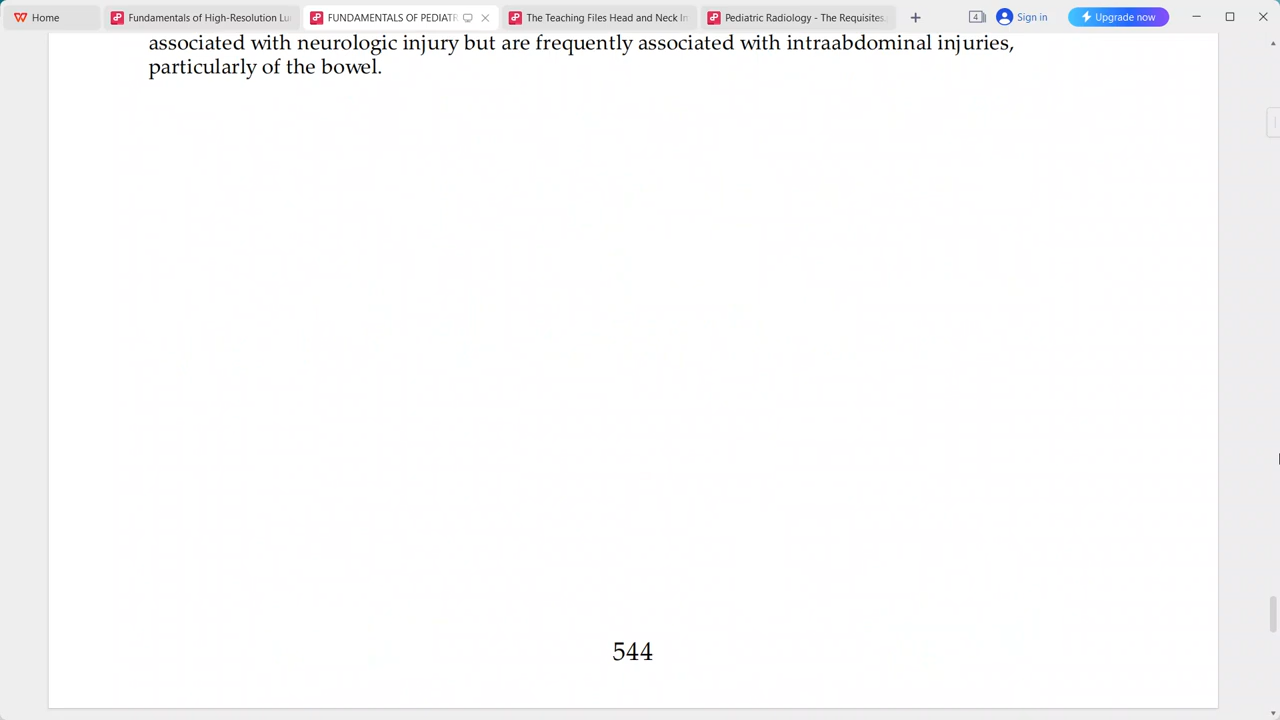 Home
Fundamentals of High-Resolution Lu
FUNDAMENTALS OF PEDIATR
The Teaching Files Head and Neck In
Pediatric Radiology - The Requisites.
4
Sign in
Upgrade now
associated with neurologic injury but are frequently associated with intraabdominal injuries,
particularly of the bowel.
544